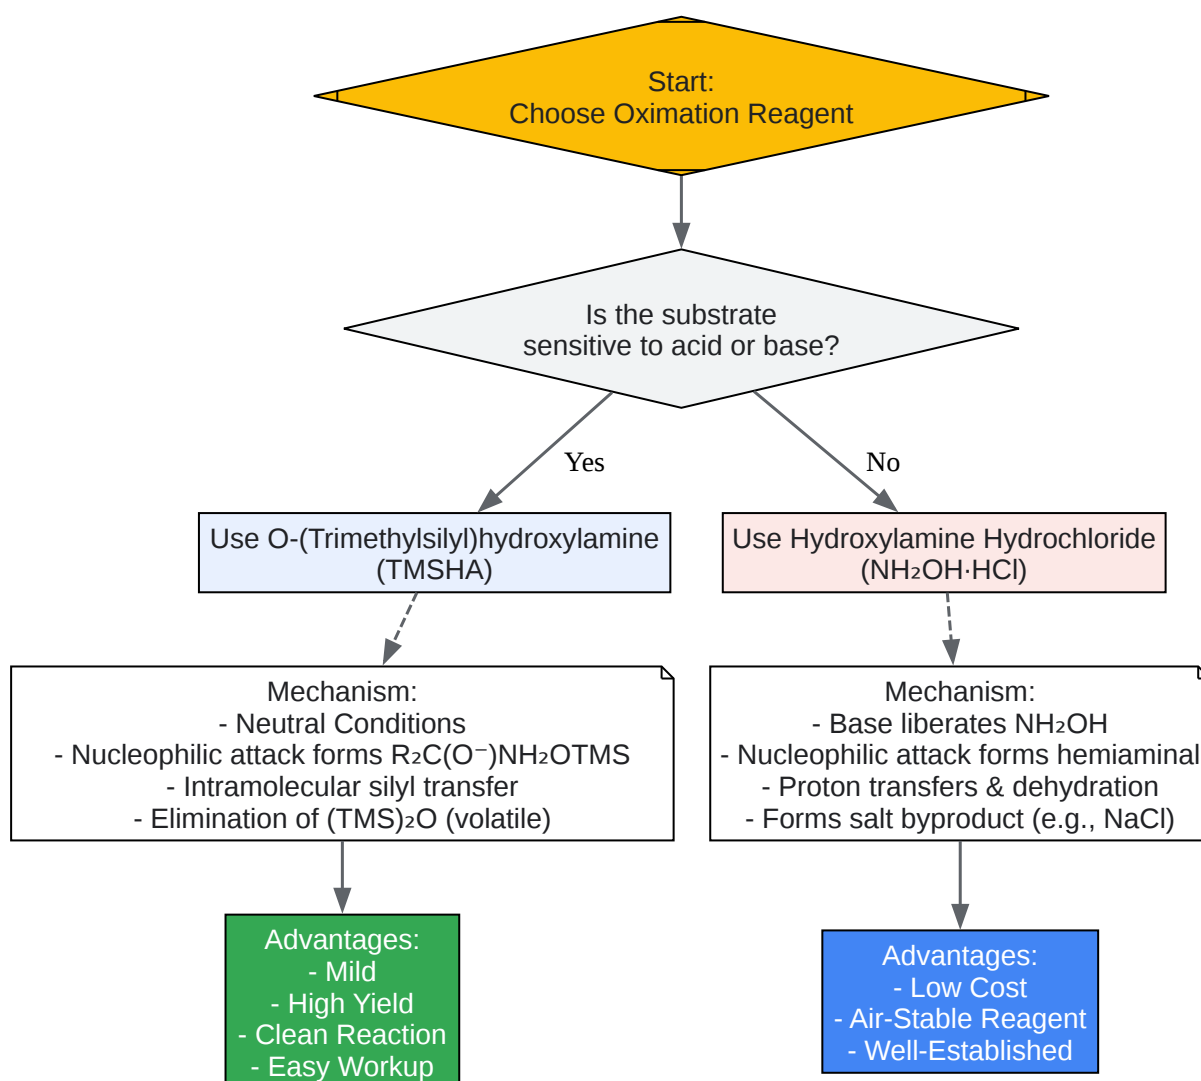 Start:
Choose Oximation Reagent
Is the substrate
sensitive to acid or base?
Yes
No
Use O-(Trimethylsilyl)hydroxylamine
(TMSHA)
Use Hydroxylamine Hydrochloride
(NH₂OH·HCl)
Mechanism:
- Neutral Conditions
- Nucleophilic attack forms R₂C(O⁻)NH₂OTMS
- Intramolecular silyl transfer
- Elimination of (TMS)₂O (volatile)
Mechanism:
- Base liberates NH₂OH
- Nucleophilic attack forms hemiaminal
- Proton transfers & dehydration
- Forms salt byproduct (e.g., NaCl)
Advantages:
- Mild
- High Yield
- Clean Reaction
- Easy Workup
Advantages:
- Low Cost
- Air-Stable Reagent
- Well-Established